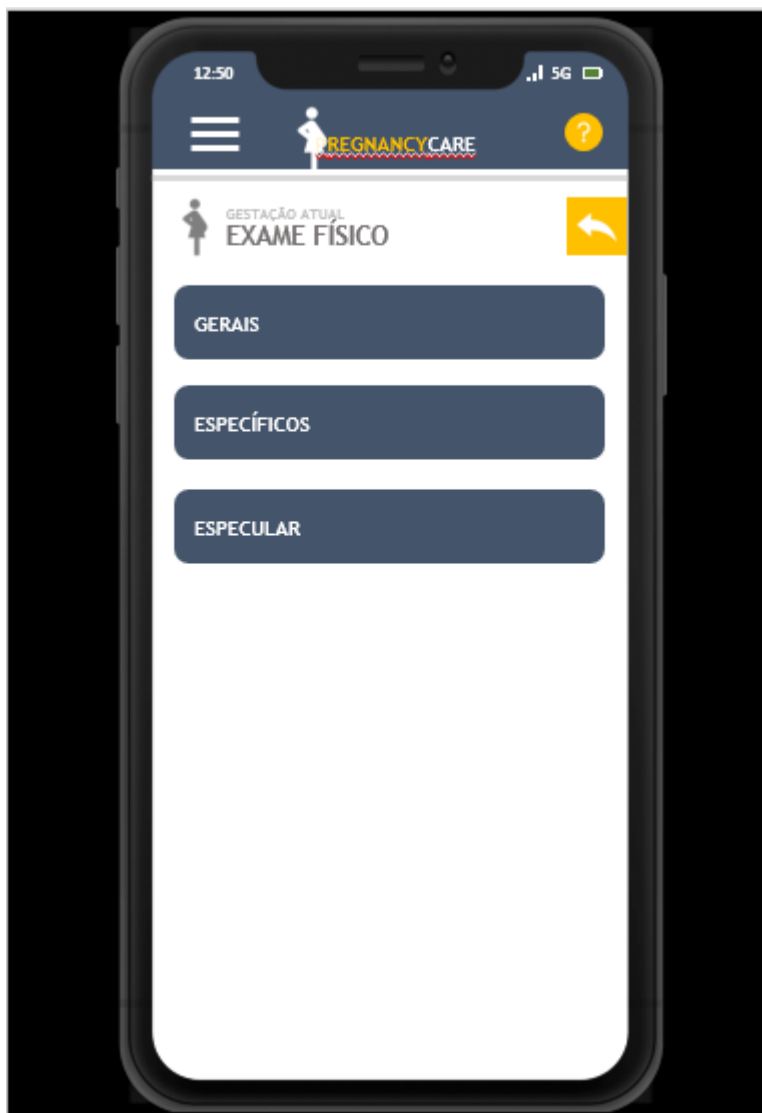 12:50
5G
PREGNANCYCARE
?
GESTAÇÃO ATUAL
EXAME FÍSICO
GERAIS
ESPECÍFICOS
ESPECULAR